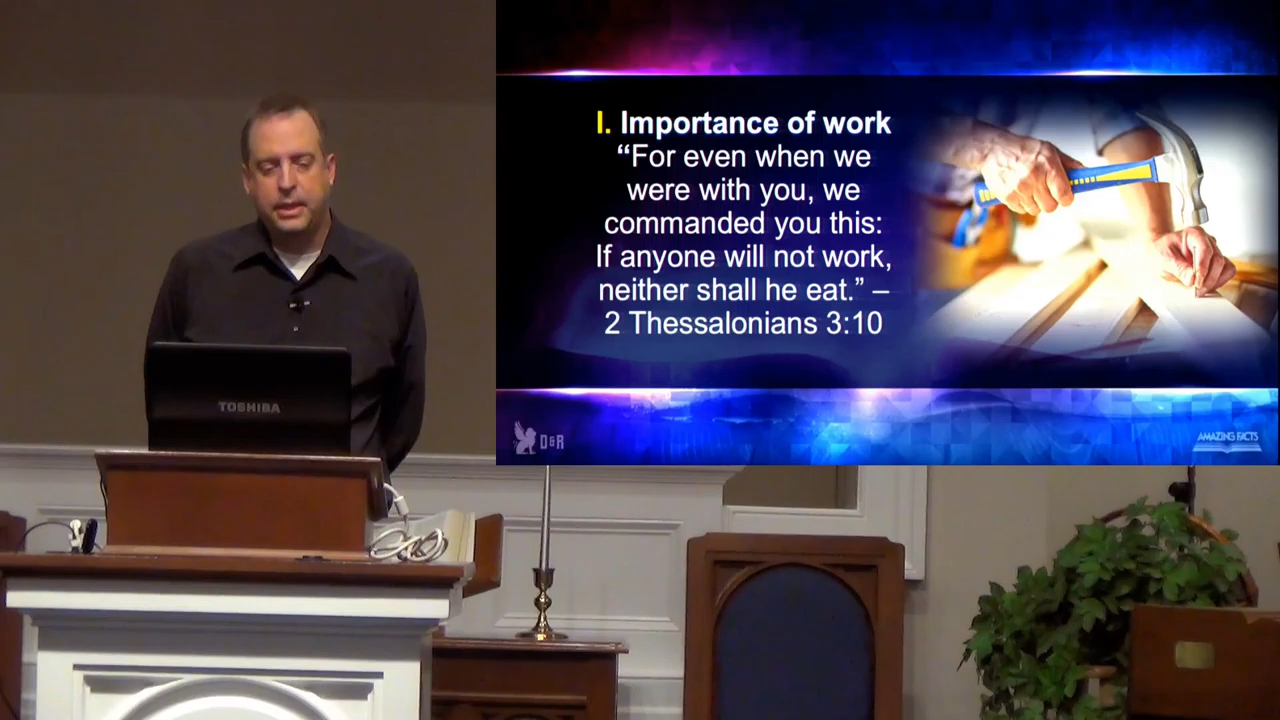 I. Importance of work
“For even when we
were with you, we
commanded you this:
If anyone will not work,
neither shall he eat.” –
2 Thessalonians 3:10
D&R
AMAZING FACTS
TOSHIBA